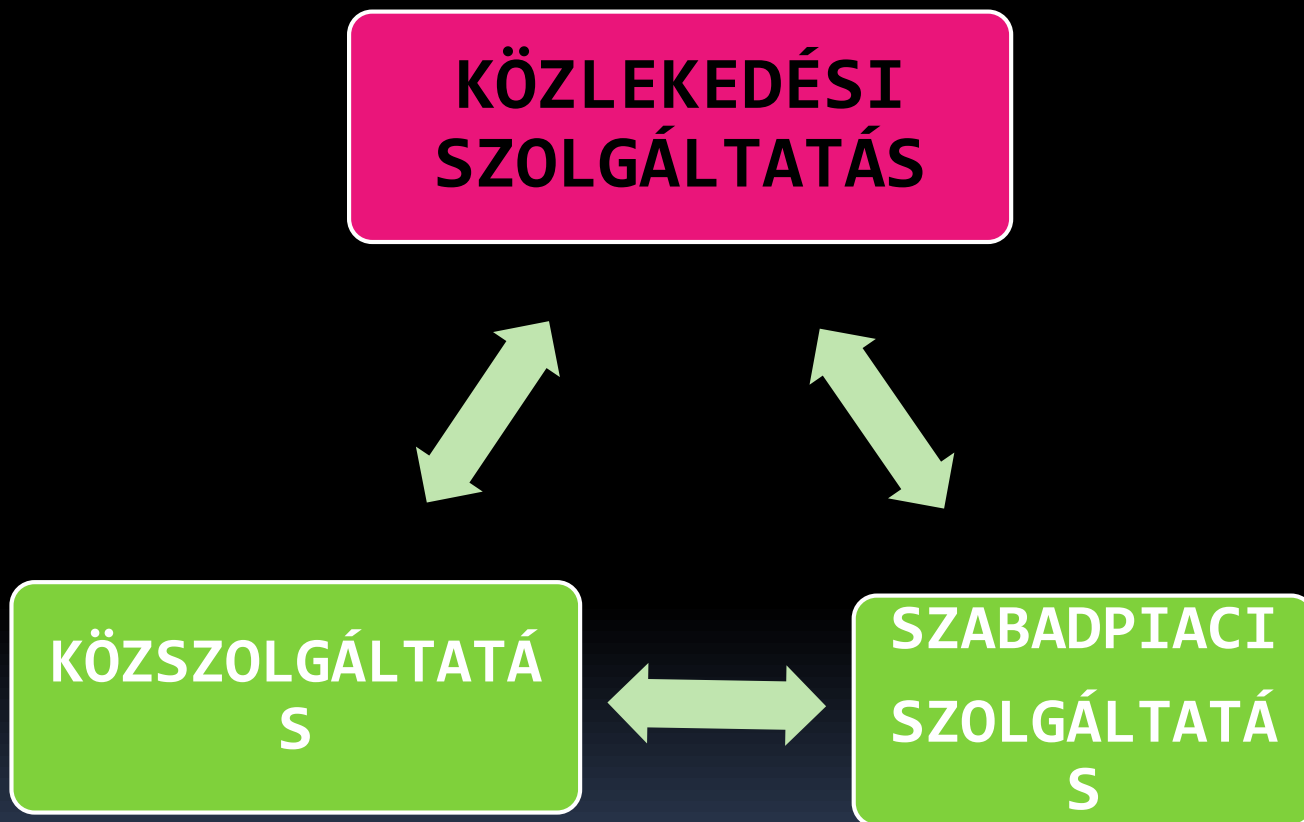 KÖZLEKEDÉSI
SZOLGÁLTATÁS
KÖZSZOLGÁLTATÁ
S
SZABADPIACI
SZOLGÁLTATÁ
S